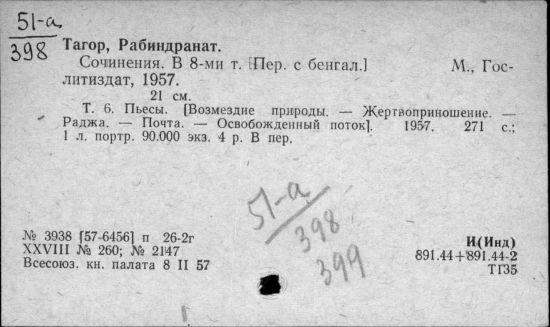 51-а
398
Тагор, Рабиндранат.
Сочинения. В 8-ми т. [Пер. с бенгал.] М., Гос-
литиздат, 1957.
21 см.
Т. 6. Пьесы. [Возмездие природы. — Жертвоприношение. —
Раджа. — Почта. — Освобожденный поток]. 1957. 271 с.;
1 л. портр. 90.000 экз. 4 р. В пер.
51-а
398
399
№ 3938 [57-6456] п 26-2г
XXVIII № 260; № 2147
Всесоюз. кн. палата 8 II 57
И(Инд)
891.44+891.44-2
Т135